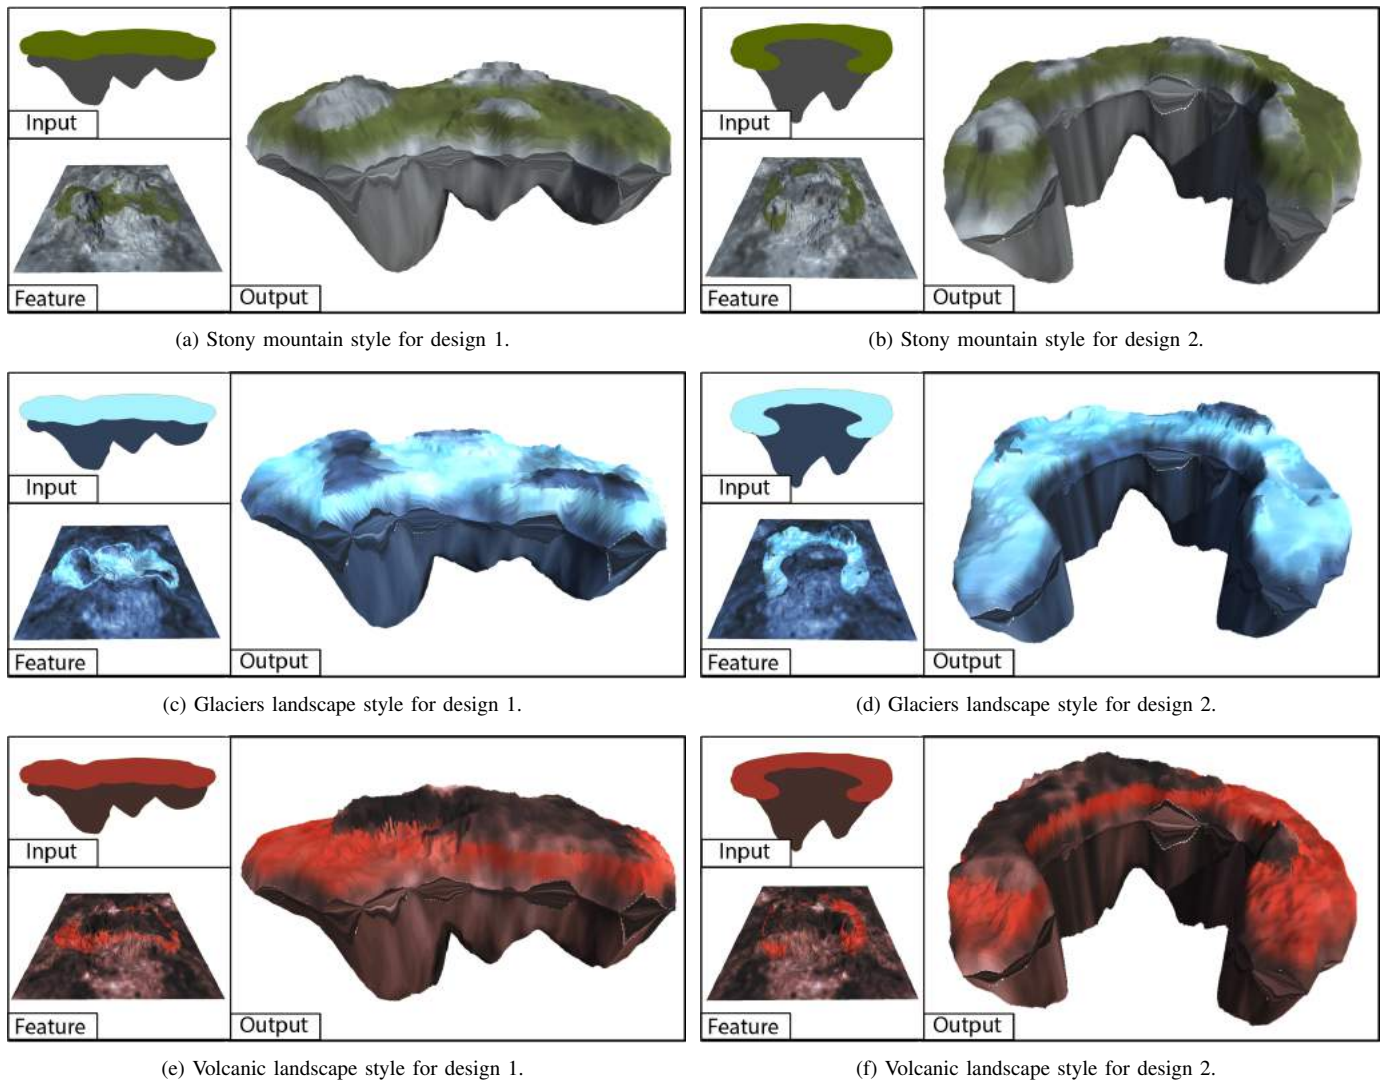 Input
Feature
Output
Input
Feature
Output
(a) Stony mountain style for design 1.
(b) Stony mountain style for design 2.
Input
Feature
Output
Input
Feature
Output
(c) Glaciers landscape style for design 1.
(d) Glaciers landscape style for design 2.
Input
Feature
Output
Input
Feature
Output
(e) Volcanic landscape style for design 1.
(f) Volcanic landscape style for design 2.